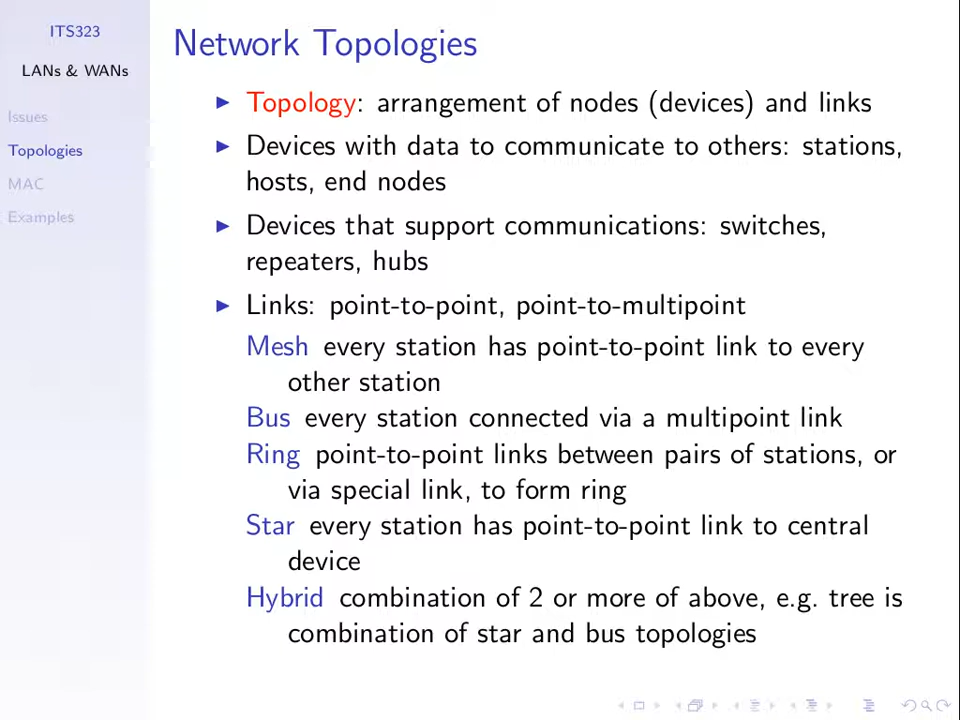 ITS323
LANs & WANs
Issues
Topologies
MAC
Examples
Network Topologies
Topology: arrangement of nodes (devices) and links
Devices with data to communicate to others: stations,
hosts, end nodes
Devices that support communications: switches,
repeaters, hubs
Links: point-to-point, point-to-multipoint
Mesh every station has point-to-point link to every
other station
Bus every station connected via a multipoint link
Ring point-to-point links between pairs of stations, or
via special link, to form ring
Star every station has point-to-point link to central
device
Hybrid combination of 2 or more of above, e.g. tree is
combination of star and bus topologies